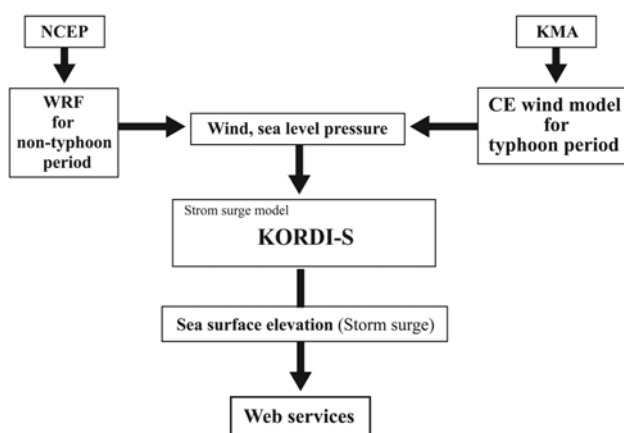 NCEP
KMA
WRF
for
non-typhoon
period
Wind, sea level pressure
CE wind model
for
typhoon period
Strom surge model
KORDI-S
Sea surface elevation (Storm surge)
Web services